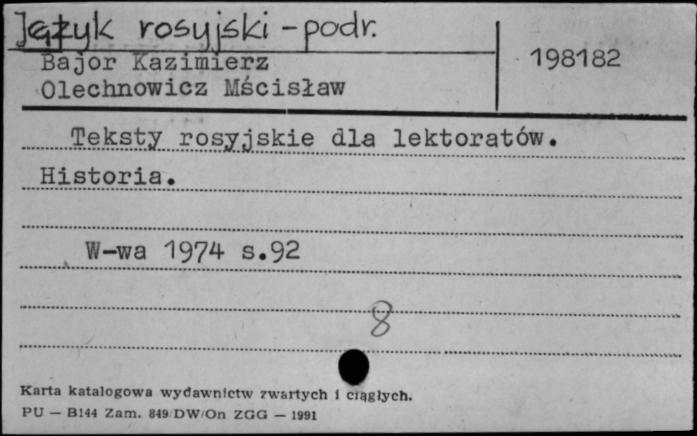 Język rosyjski - podr.
Bajor Kazimierz
198182
Olechnowicz Mścisław
Teksty rosyjskie dla lektoratów.
Historia.
W-wa 1974 s.92
8
Karta katalogowa wydawnictw zwartych i ciągłych.
PU — B144 Zam. 849/DW/On ZGG — 1991